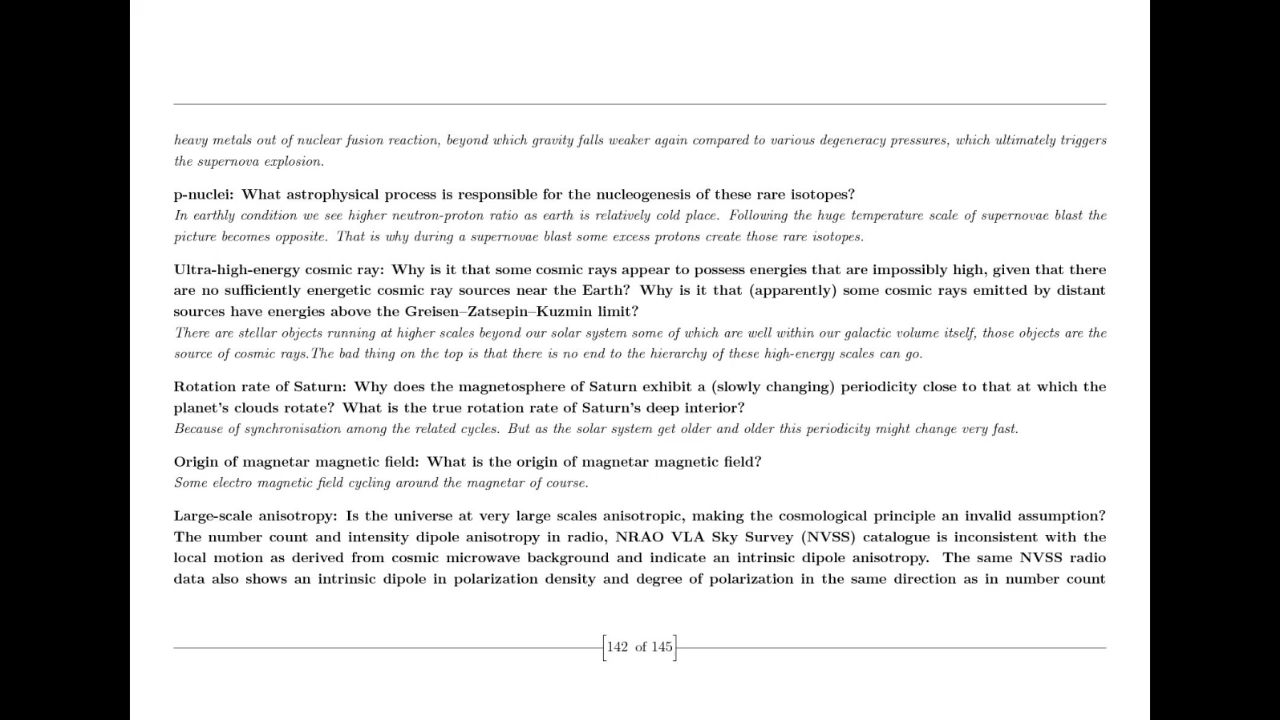 heavy metals out of nuclear fusion reaction, beyond which gravity falls weaker again compared to various degeneracy pressures, which ultimately triggers
the supernova explosion.
p-nuclei: What astrophysical process is responsible for the nucleogenesis of these rare isotopes?
In earthly condition we see higher neutron-proton ratio as earth is relatively cold place. Following the huge temperature scale of supernovae blast the
picture becomes opposite. That is why during a supernovae blast some excess protons create those rare isotopes.
Ultra-high-energy cosmic ray: Why is it that some cosmic rays appear to possess energies that are impossibly high, given that there
are no sufficiently energetic cosmic ray sources near the Earth? Why is it that (apparently) some cosmic rays emitted by distant
sources have energies above the Greisen–Zatsepin–Kuzmin limit?
There are stellar objects running at higher scales beyond our solar system some of which are well within our galactic volume itself, those objects are the
source of cosmic rays.The bad thing on the top is that there is no end to the hierarchy of these high-energy scales can go.
Rotation rate of Saturn: Why does the magnetosphere of Saturn exhibit a (slowly changing) periodicity close to that at which the
planet's clouds rotate? What is the true rotation rate of Saturn's deep interior?
Because of synchronisation among the related cycles. But as the solar system get older and older this periodicity might change very fast.
Origin of magnetar magnetic field: What is the origin of magnetar magnetic field?
Some electro magnetic field cycling around the magnetar of course.
Large-scale anisotropy: Is the universe at very large scales anisotropic, making the cosmological principle an invalid assumption?
The number count and intensity dipole anisotropy in radio, NRAO VLA Sky Survey (NVSS) catalogue is inconsistent with the
local motion as derived from cosmic microwave background and indicate an intrinsic dipole anisotropy. The same NVSS radio
data also shows an intrinsic dipole in polarization density and degree of polarization in the same direction as in number count
[142 of 145]